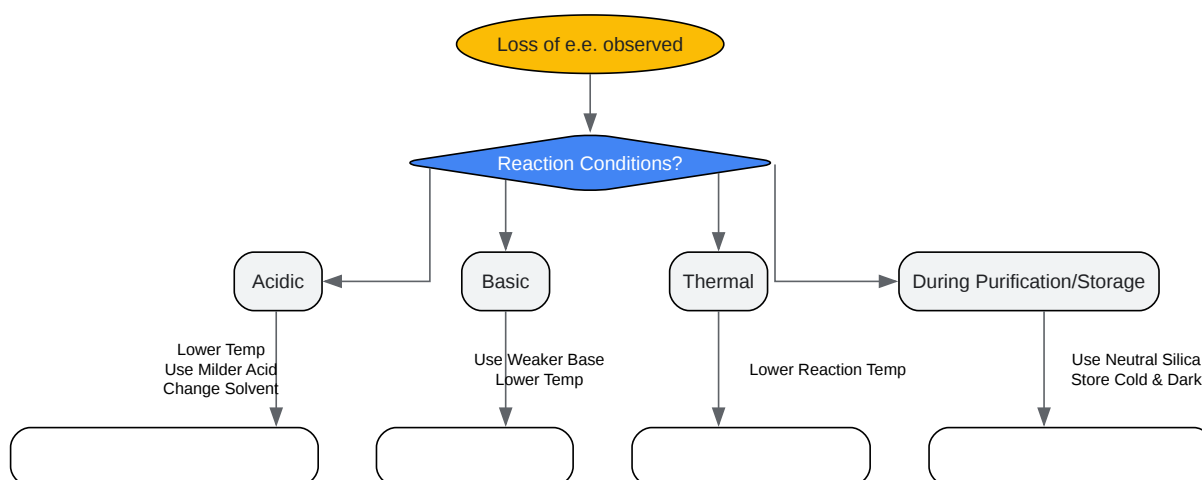 Loss of e.e. observed
Reaction Conditions?
Acidic
Basic
Thermal
During Purification/Storage
Lower Temp
Use Milder Acid
Change Solvent
Use Weaker Base
Lower Temp
Lower Reaction Temp
Use Neutral Silica
Store Cold & Dark